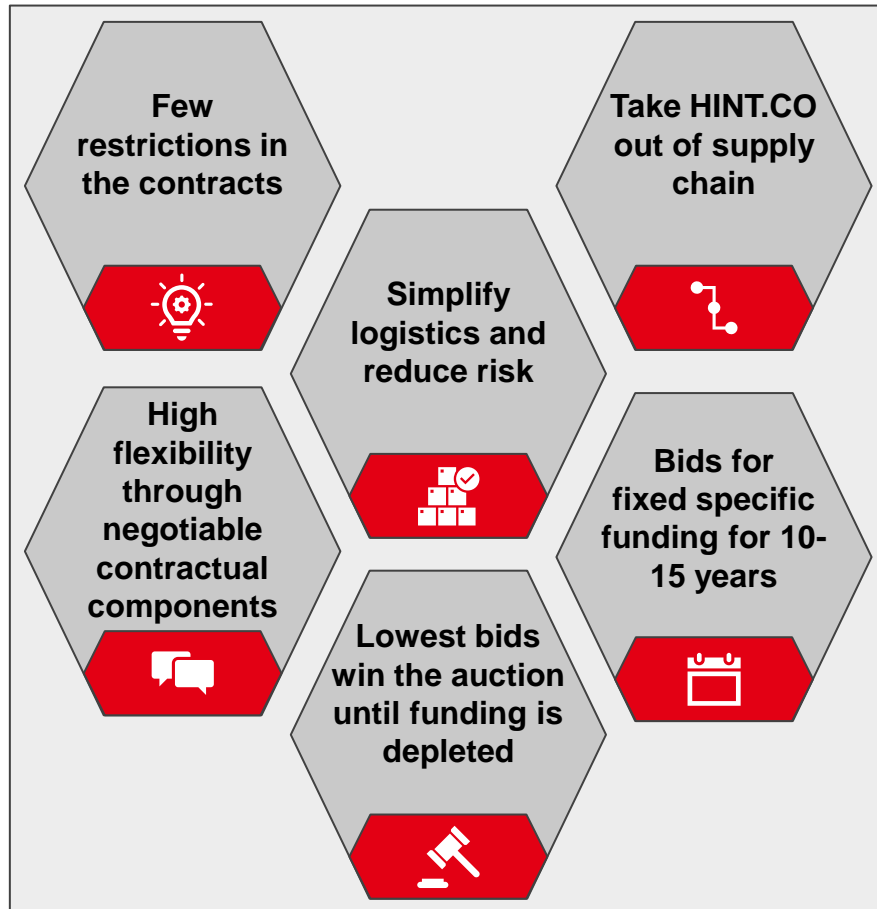 Few
restrictions in
the contracts
Take HINT.CO
out of supply
chain
Simplify
logistics and
reduce risk
High
flexibility
through
negotiable
contractual
components
Bids for
fixed specific
funding for 10-
15 years
Lowest bids
win the auction
until funding is
depleted